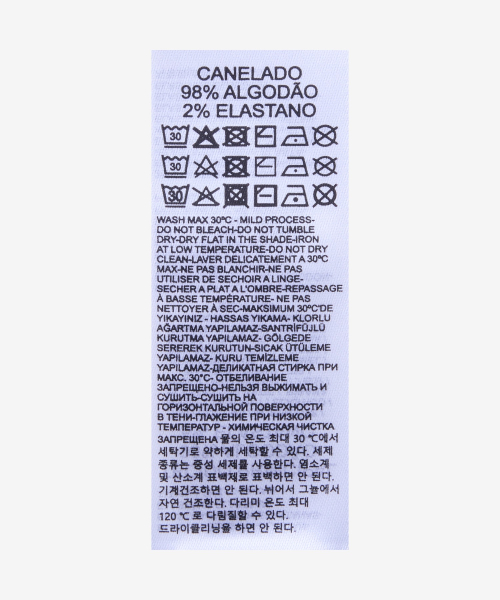 CANELADO
98% ALGODÃO
2% ELASTANO
30
30
30
WASH MAX 30ºC - MILD PROCESS-
DO NOT BLEACH-DO NOT TUMBLE
DRY-DRY FLAT IN THE SHADE-IRON
AT LOW TEMPERATURE-DO NOT DRY
CLEAN-LAVER DELICATEMENT A 30ºC
MAX-NE PAS BLANCHIR-NE PAS
UTILISER DE SECHOIR A LINGE-
SECHER A PLAT A L'OMBRE-REPASSAGE
À BASSE TEMPÉRATURE- NE PAS
NETTOYER À SEC-MAKSIMUM 30ºC'DE
YIKAYINIZ - HASSAS YIKAMA- KLORLU
AĞARTMA YAPILAMAZ-SANTRİFÜJLÜ
KURUTMA YAPILAMAZ- GÖLGEDE
SEREREK KURUTUN-SICAK ÜTÜLEME
YAPILAMAZ- KURU TEMİZLEME
YAPILAMAZ-ДЕЛИКАТНАЯ СТИРКА ПРИ
МАКС. 30°C- ОТБЕЛИВАНИЕ
ЗАПРЕЩЕНО-НЕЛЬЗЯ ВЫЖИМАТЬ И
СУШИТЬ-СУШИТЬ НА
ГОРИЗОНТАЛЬНОЙ ПОВЕРХНОСТИ
В ТЕНИ-ГЛАЖЕНИЕ ПРИ НИЗКОЙ
ТЕМПЕРАТУР - ХИМИЧЕСКАЯ ЧИСТКА
ЗАПРЕЩЕНА 물의 온도 최대 30 ℃에서
세탁기로 약하게 세탁할 수 있다. 세제
종류는 중성 세제를 사용한다. 염소계
및 산소계 표백제로 표백하면 안 된다.
기계건조하면 안 된다. 뉘어서 그늘에서
자연 건조한다. 다리미 온도 최대
120 ℃ 로 다림질할 수 있다.
드라이클리닝을 하면 안 된다.